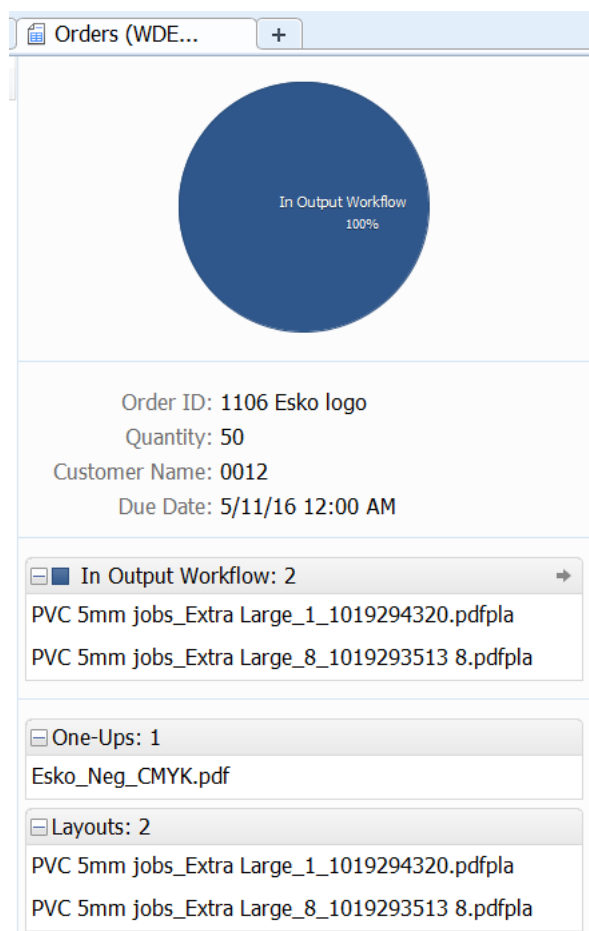 Orders (WDE...
+
In Output Workflow
100%
Order ID: 1106 Esko logo
Quantity: 50
Customer Name: 0012
Due Date: 5/11/16 12:00 AM
In Output Workflow: 2
PVC 5mm jobs_Extra Large_1_1019294320.pdfpla
PVC 5mm jobs_Extra Large_8_1019293513 8.pdfpla
One-Ups: 1
Esko_Neg_CMYK.pdf
Layouts: 2
PVC 5mm jobs_Extra Large_1_1019294320.pdfpla
PVC 5mm jobs_Extra Large_8_1019293513 8.pdfpla